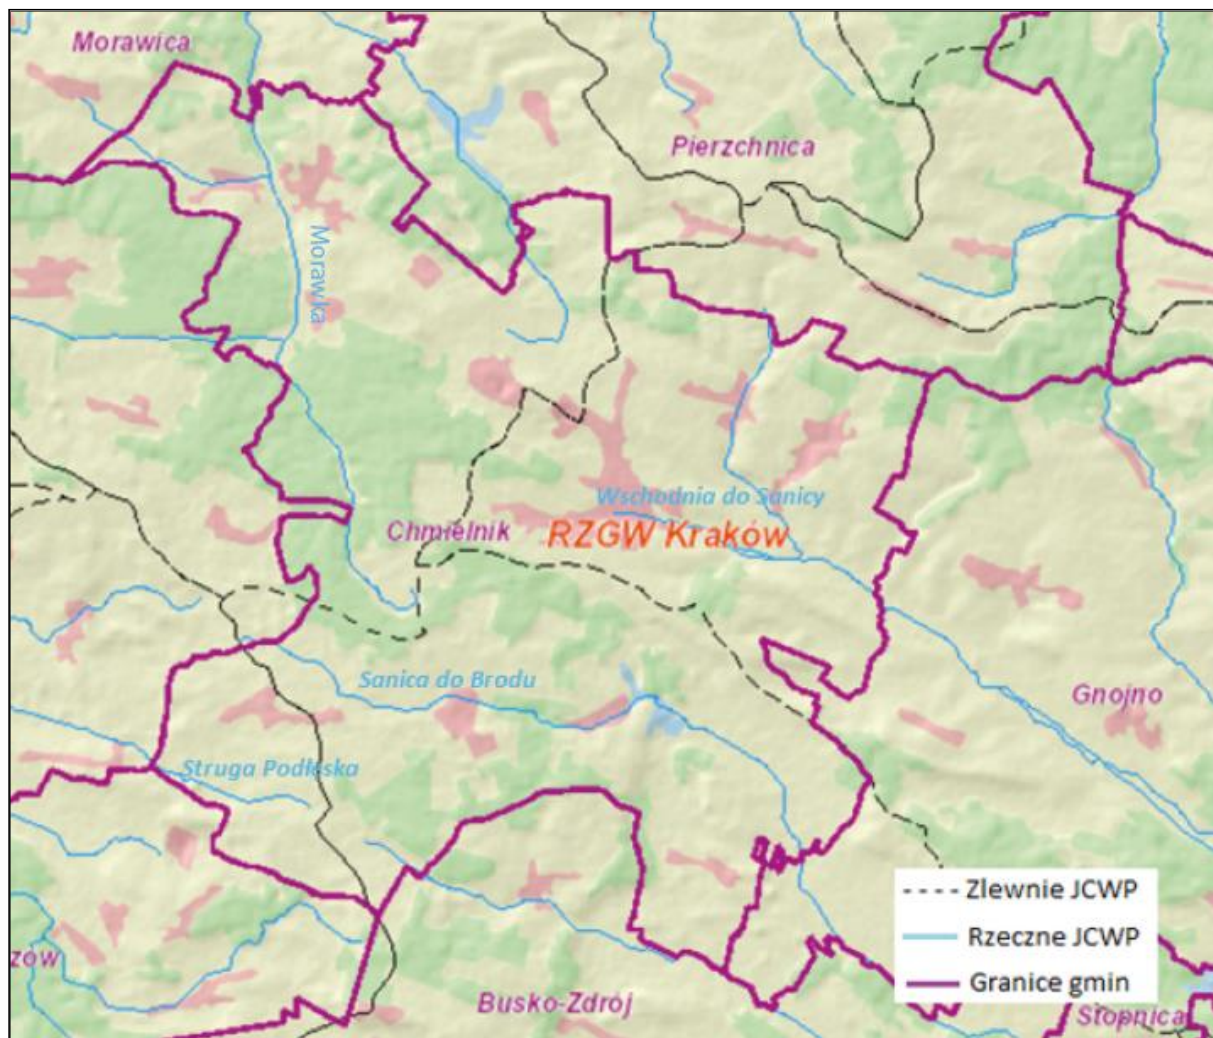 Morawica
Pierzchnica
Morawka
Wschodnia do Sanicy
Chmielnik
RZGW Kraków
Sanica do Brodu
Gnojno
Struga Podłęska
Zlewnie JCWP
Rzeczne JCWP
zów
Granice gmin
Busko-Zdrój
Stopnica